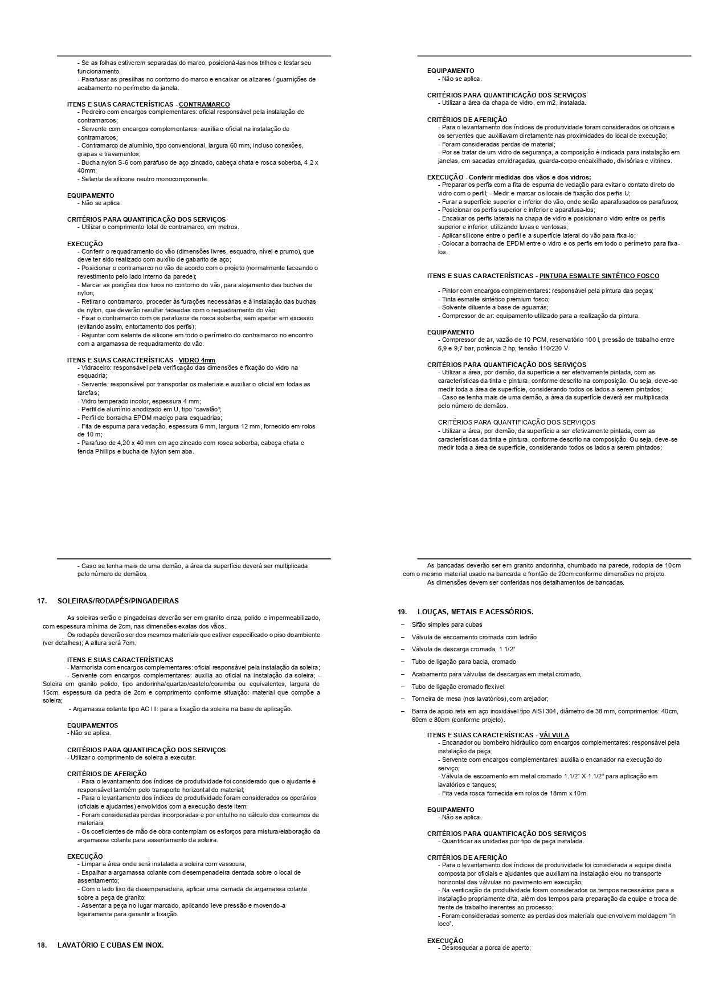 - Se as folhas estiverem separadas do marco, posicioná-las nos trilhos e testar seu
funcionamento.
- Parafusar as presilhas no contorno do marco e encaixar os alizares / guarnições de
acabamento no perímetro da janela.
ITENS E SUAS CARACTERÍSTICAS - CONTRAMARCO
- Pedreiro com encargos complementares: oficial responsável pela instalação de
contramarcos;
- Servente com encargos complementares: auxilia o oficial na instalação de
contramarcos;
- Contramarco de alumínio, tipo convencional, largura 60 mm, incluso conexões,
grapas e travamentos;
- Bucha nylon S-6 com parafuso de aço zincado, cabeça chata e rosca soberba, 4,2 x
40mm;
- Selante de silicone neutro monocomponente.
EQUIPAMENTO
- Não se aplica.
CRITÉRIOS PARA QUANTIFICAÇÃO DOS SERVIÇOS
- Utilizar o comprimento total de contramarco, em metros.
EXECUÇÃO
- Conferir o requadramento do vão (dimensões livres, esquadro, nível e prumo), que
deve ter sido realizado com auxílio de gabarito de aço;
- Posicionar o contramarco no vão de acordo com o projeto (normalmente faceando o
revestimento pelo lado interno da parede);
- Marcar as posições dos furos no contorno do vão, para alojamento das buchas de
nylon;
- Retirar o contramarco, proceder às furações necessárias e à instalação das buchas
de nylon, que deverão resultar faceadas com o requadramento do vão;
- Fixar o contramarco com os parafusos de rosca soberba, sem apertar em excesso
(evitando assim, entortamento dos perfis);
- Rejuntar com selante de silicone em todo o perímetro do contramarco no encontro
com a argamassa de requadramento do vão.
ITENS E SUAS CARACTERÍSTICAS - VIDRO 4mm
- Vidraceiro: responsável pela verificação das dimensões e fixação do vidro na
esquadria;
- Servente: responsável por transportar os materiais e auxiliar o oficial em todas as
tarefas;
- Vidro temperado incolor, espessura 4 mm;
- Perfil de alumínio anodizado em U, tipo “cavalão”;
- Perfil de borracha EPDM maciço para esquadrias;
- Fita de espuma para vedação, espessura 6 mm, largura 12 mm, fornecido em rolos
de 10 m;
- Parafuso de 4,20 x 40 mm em aço zincado com rosca soberba, cabeça chata e
fenda Phillips e bucha de Nylon sem aba.
EQUIPAMENTO
- Não se aplica.
CRITÉRIOS PARA QUANTIFICAÇÃO DOS SERVIÇOS
- Utilizar a área da chapa de vidro, em m2, instalada.
CRITÉRIOS DE AFERIÇÃO
- Para o levantamento dos índices de produtividade foram considerados os oficiais e
os serventes que auxiliavam diretamente nas proximidades do local de execução;
- Foram consideradas perdas de material;
- Por se tratar de um vidro de segurança, a composição é indicada para instalação em
janelas, em sacadas envidraçadas, guarda-corpo encaixilhado, divisórias e vitrines.
EXECUÇÃO - Conferir medidas dos vãos e dos vidros;
- Preparar os perfis com a fita de espuma de vedação para evitar o contato direto do
vidro com o perfil; - Medir e marcar os locais de fixação dos perfis U;
- Furar a superfície superior e inferior do vão, onde serão aparafusados os parafusos;
- Posicionar os perfis superior e inferior e aparafusa-los;
- Encaixar os perfis laterais na chapa de vidro e posicionar o vidro entre os perfis
superior e inferior, utilizando luvas e ventosas;
- Aplicar silicone entre o perfil e a superfície lateral do vão para fixa-lo;
- Colocar a borracha de EPDM entre o vidro e os perfis em todo o perímetro para fixa-
los.
ITENS E SUAS CARACTERÍSTICAS - PINTURA ESMALTE SINTÉTICO FOSCO
- Pintor com encargos complementares: responsável pela pintura das peças;
- Tinta esmalte sintético premium fosco;
- Solvente diluente a base de aguarrás;
- Compressor de ar: equipamento utilizado para a realização da pintura.
EQUIPAMENTO
- Compressor de ar, vazão de 10 PCM, reservatório 100 l, pressão de trabalho entre
6,9 e 9,7 bar, potência 2 hp, tensão 110/220 V.
CRITÉRIOS PARA QUANTIFICAÇÃO DOS SERVIÇOS
- Utilizar a área, por demão, da superfície a ser efetivamente pintada, com as
características da tinta e pintura, conforme descrito na composição. Ou seja, deve-se
medir toda a área de superfície, considerando todos os lados a serem pintados;
- Caso se tenha mais de uma demão, a área da superfície deverá ser multiplicada
pelo número de demãos.
CRITÉRIOS PARA QUANTIFICAÇÃO DOS SERVIÇOS
- Utilizar a área, por demão, da superfície a ser efetivamente pintada, com as
características da tinta e pintura, conforme descrito na composição. Ou seja, deve-se
medir toda a área de superfície, considerando todos os lados a serem pintados;
- Caso se tenha mais de uma demão, a área da superfície deverá ser multiplicada
pelo número de demãos.
17. SOLEIRAS/RODAPÉS/PINGADEIRAS
As soleiras serão e pingadeiras deverão ser em granito cinza, polido e impermeabilizado,
com espessura mínima de 2cm, nas dimensões exatas dos vãos.
Os rodapés deverão ser dos mesmos materiais que estiver especificado o piso do ambiente
(ver detalhes); A altura será 7cm.
ITENS E SUAS CARACTERÍSTICAS
- Marmorista com encargos complementares: oficial responsável pela instalação da soleira;
- Servente com encargos complementares: auxilia ao oficial na instalação da soleira; -
Soleira em granito polido, tipo andorinha/quartzo/castelo/corumba ou equivalentes, largura de
15cm, espessura da pedra de 2cm e comprimento conforme situação: material que compõe a
soleira;
- Argamassa colante tipo AC III: para a fixação da soleira na base de aplicação.
EQUIPAMENTOS
- Não se aplica.
CRITÉRIOS PARA QUANTIFICAÇÃO DOS SERVIÇOS
- Utilizar o comprimento de soleira a executar.
CRITÉRIOS DE AFERIÇÃO
- Para o levantamento dos índices de produtividade foi considerado que o ajudante é
responsável também pelo transporte horizontal do material;
- Para o levantamento dos índices de produtividade foram considerados os operários
(oficiais e ajudantes) envolvidos com a execução deste item;
- Foram consideradas perdas incorporadas e por entulho no cálculo dos consumos de
materiais;
- Os coeficientes de mão de obra contemplam os esforços para mistura/elaboração da
argamassa colante para assentamento da soleira.
EXECUÇÃO
- Limpar a área onde será instalada a soleira com vassoura;
- Espalhar a argamassa colante com desempenadeira dentada sobre o local de
assentamento;
- Com o lado liso da desempenadeira, aplicar uma camada de argamassa colante
sobre a peça de granito;
- Assentar a peça no lugar marcado, aplicando leve pressão e movendo-a
ligeiramente para garantir a fixação.
18. LAVATÓRIO E CUBAS EM INOX.
As bancadas deverão ser em granito andorinha, chumbado na parede, rodopia de 10cm
com o mesmo material usado na bancada e frontão de 20cm conforme dimensões no projeto.
As dimensões devem ser conferidas nos detalhamentos de bancadas.
19. LOUÇAS, METAIS E ACESSÓRIOS.
– Sifão simples para cubas
– Válvula de escoamento cromada com ladrão
– Válvula de descarga cromada, 1 1/2”
– Tubo de ligação para bacia, cromado
– Acabamento para válvulas de descargas em metal cromado,
– Tubo de ligação cromado flexível
– Torneira de mesa (nos lavatórios), com arejador;
– Barra de apoio reta em aço inoxidável tipo AISI 304, diâmetro de 38 mm, comprimentos: 40cm,
60cm e 80cm (conforme projeto).
ITENS E SUAS CARACTERÍSTICAS - VÁLVULA
- Encanador ou bombeiro hidráulico com encargos complementares: responsável pela
instalação da peça;
- Servente com encargos complementares: auxilia o encanador na execução do
serviço;
- Válvula de escoamento em metal cromado 1.1/2” X 1.1/2” para aplicação em
lavatórios e tanques;
- Fita veda rosca fornecida em rolos de 18mm x 10m.
EQUIPAMENTO
- Não se aplica.
CRITÉRIOS PARA QUANTIFICAÇÃO DOS SERVIÇOS
- Quantificar as unidades por tipo de peça instalada.
CRITÉRIOS DE AFERIÇÃO
- Para o levantamento dos índices de produtividade foi considerada a equipe direta
composta por oficiais e ajudantes que auxiliam na instalação e/ou no transporte
horizontal das válvulas no pavimento em execução;
- Na verificação da produtividade foram considerados os tempos necessários para a
instalação propriamente dita, além dos tempos para preparação da equipe e troca de
frente de trabalho inerentes ao processo;
- Foram consideradas somente as perdas dos materiais que envolvem moldagem “in
loco”.
EXECUÇÃO
- Desrosquear a porca de aperto;